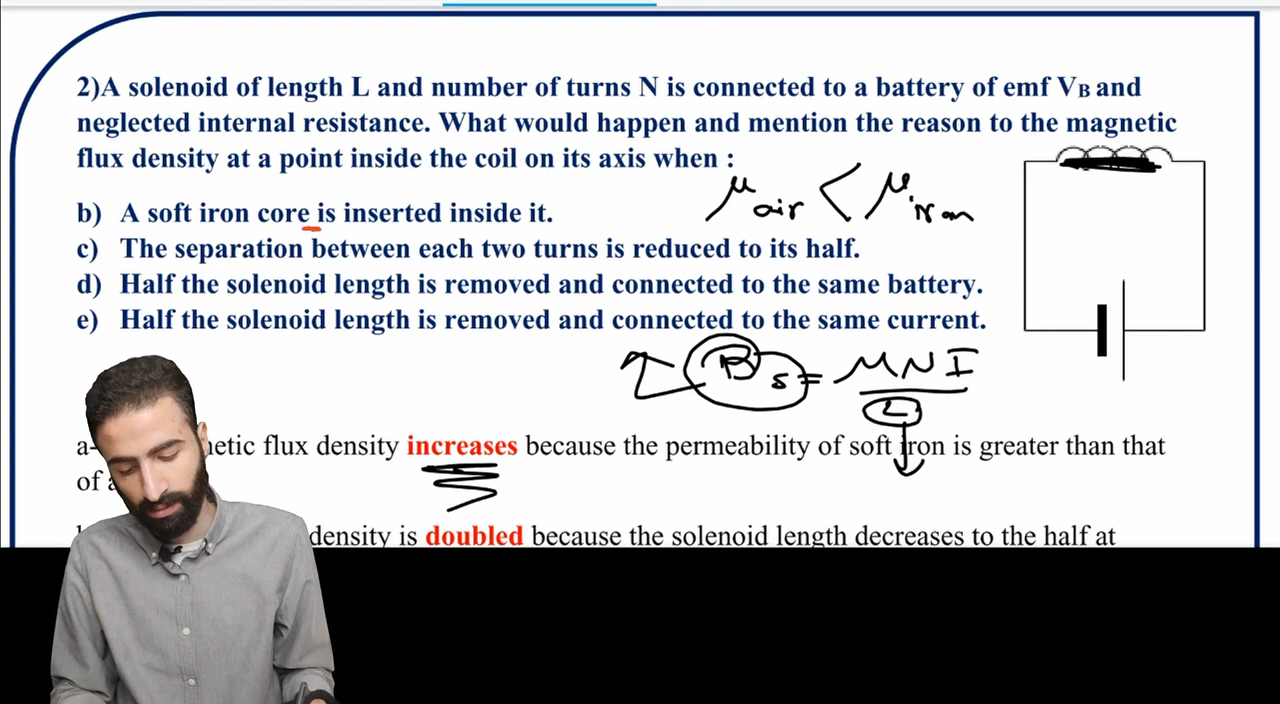 2)A solenoid of length L and number of turns N is connected to a battery of emf VB and
neglected internal resistance. What would happen and mention the reason to the magnetic
flux density at a point inside the coil on its axis when :
μair < μiron
b) A soft iron core is inserted inside it.
c) The separation between each two turns is reduced to its half.
d) Half the solenoid length is removed and connected to the same battery.
e) Half the solenoid length is removed and connected to the same current.
Bs = μNI
L
a- netic flux density increases because the permeability of soft iron is greater than that
of
density is doubled because the solenoid length decreases to the half at